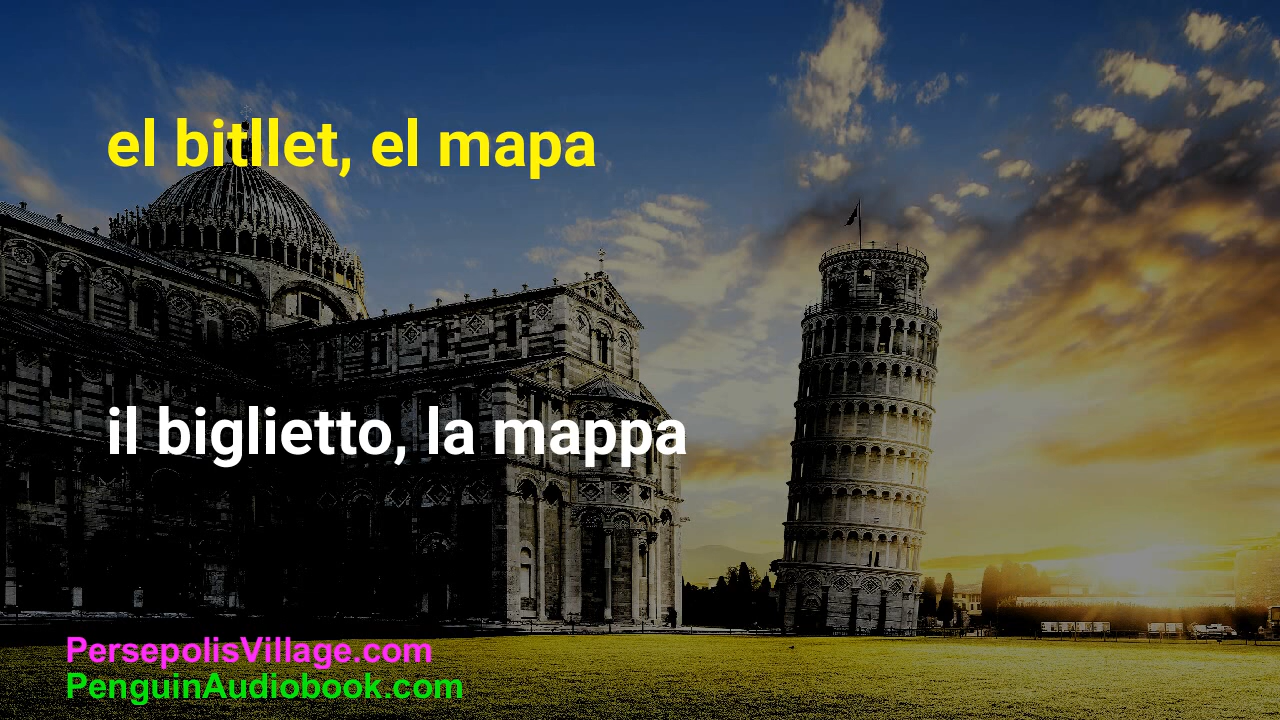 el bitllet, el mapa
il biglietto, la mappa
PersepolisVillage.com
PenguinAudiobook.com